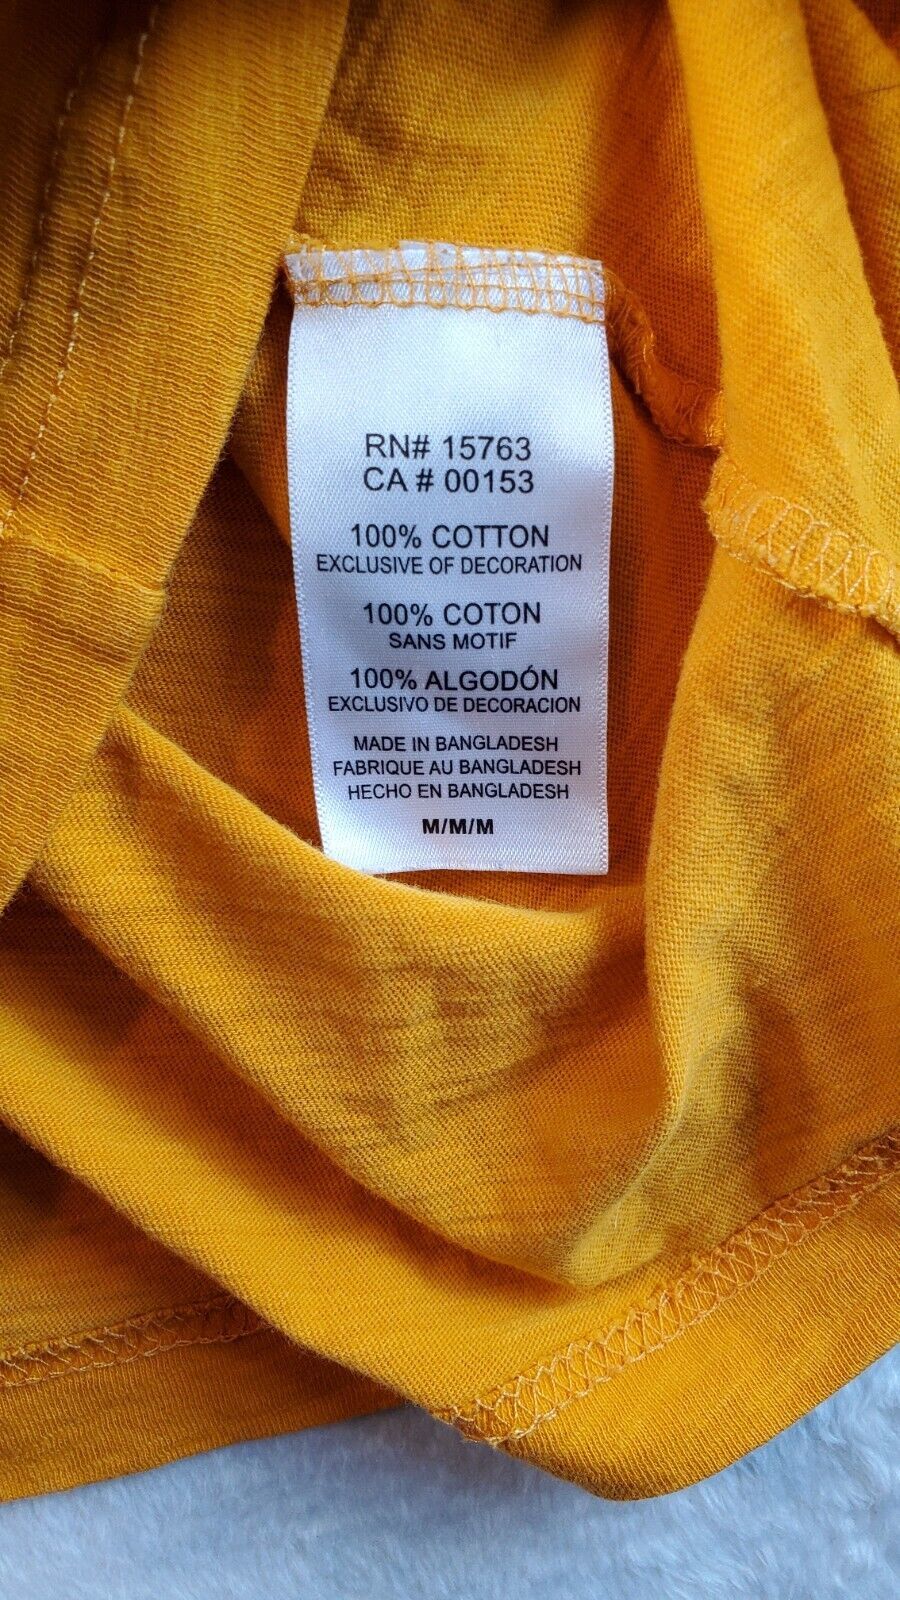 RN# 15763
CA # 00153
100% COTTON
EXCLUSIVE OF DECORATION
100% COTON
SANS MOTIF
100% ALGODÓN
EXCLUSIVO DE DECORACION
MADE IN BANGLADESH
FABRIQUE AU BANGLADESH
HECHO EN BANGLADESH
M/M/M